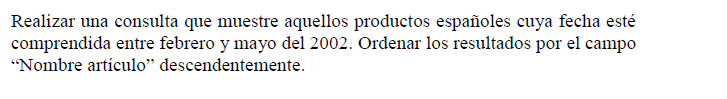 Realizar una consulta que muestre aquellos productos españoles cuya fecha esté
comprendida entre febrero y mayo del 2002. Ordenar los resultados por el campo
“Nombre artículo” descendentemente.